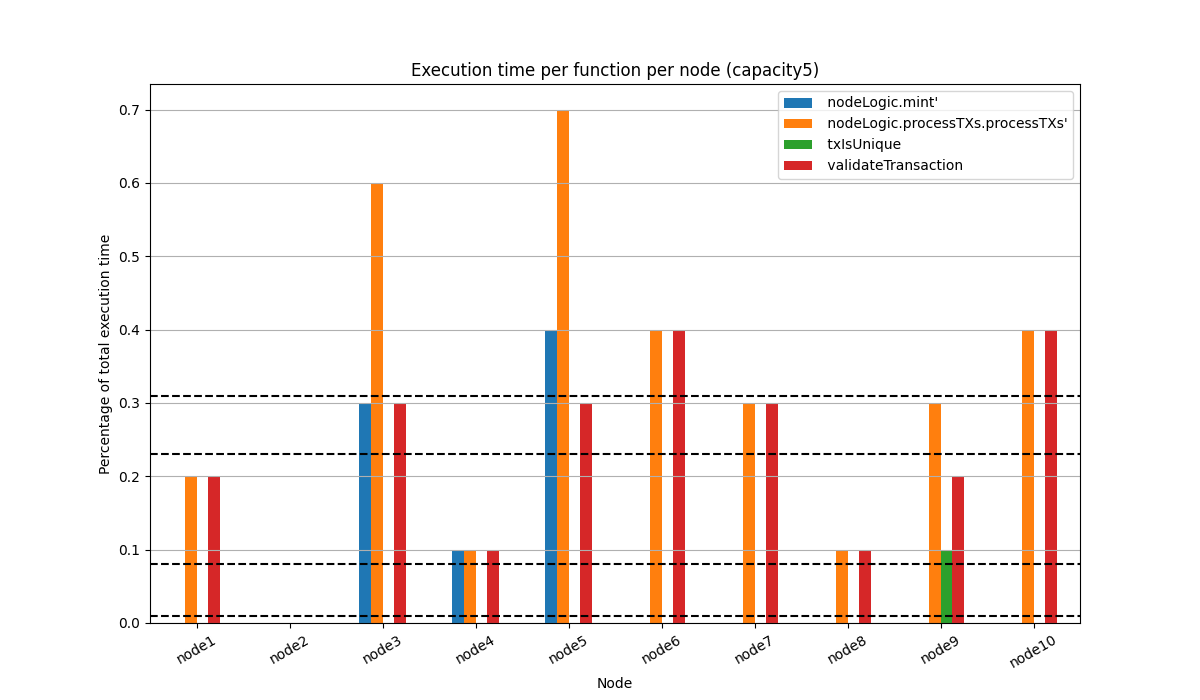 Execution time per function per node (capacity5)
nodeLogic.mint'
nodeLogic.processTXs.processTXs'
txIsUnique
validateTransaction
Percentage of total execution time
0.7
0.6
0.5
0.4
0.3
0.2
0.1
0.0
node1 node2 node3 node4 node5 node6 node7 node8 node9 node10
Node